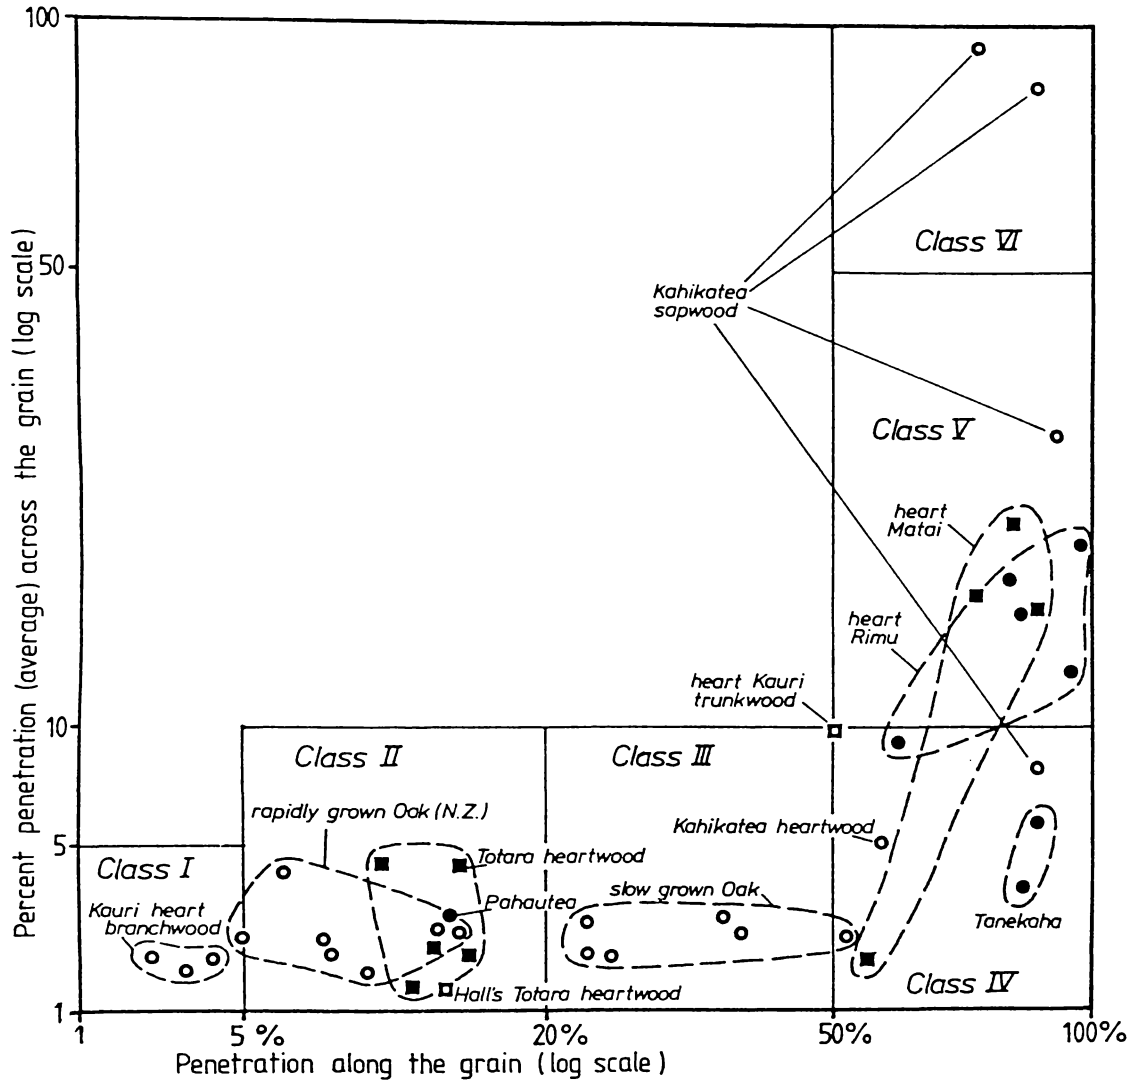 100
50
10
5
1
Percent penetration (average) across the grain (log scale)
Class VI
Kahikatea
sapwood
Class V
heart
Matai
heart
Rimu
heart Kauri
trunkwood
Class II
Class III
rapidly grown Oak (N.Z.)
Kahikatea heartwood
Class I
Totara heartwood
slow grown Oak
Kauri heart
branchwood
Pahautea
Tanekaha
Hall's Totara heartwood
Class IV
1
5%
20%
50%
100%
Penetration along the grain (log scale)